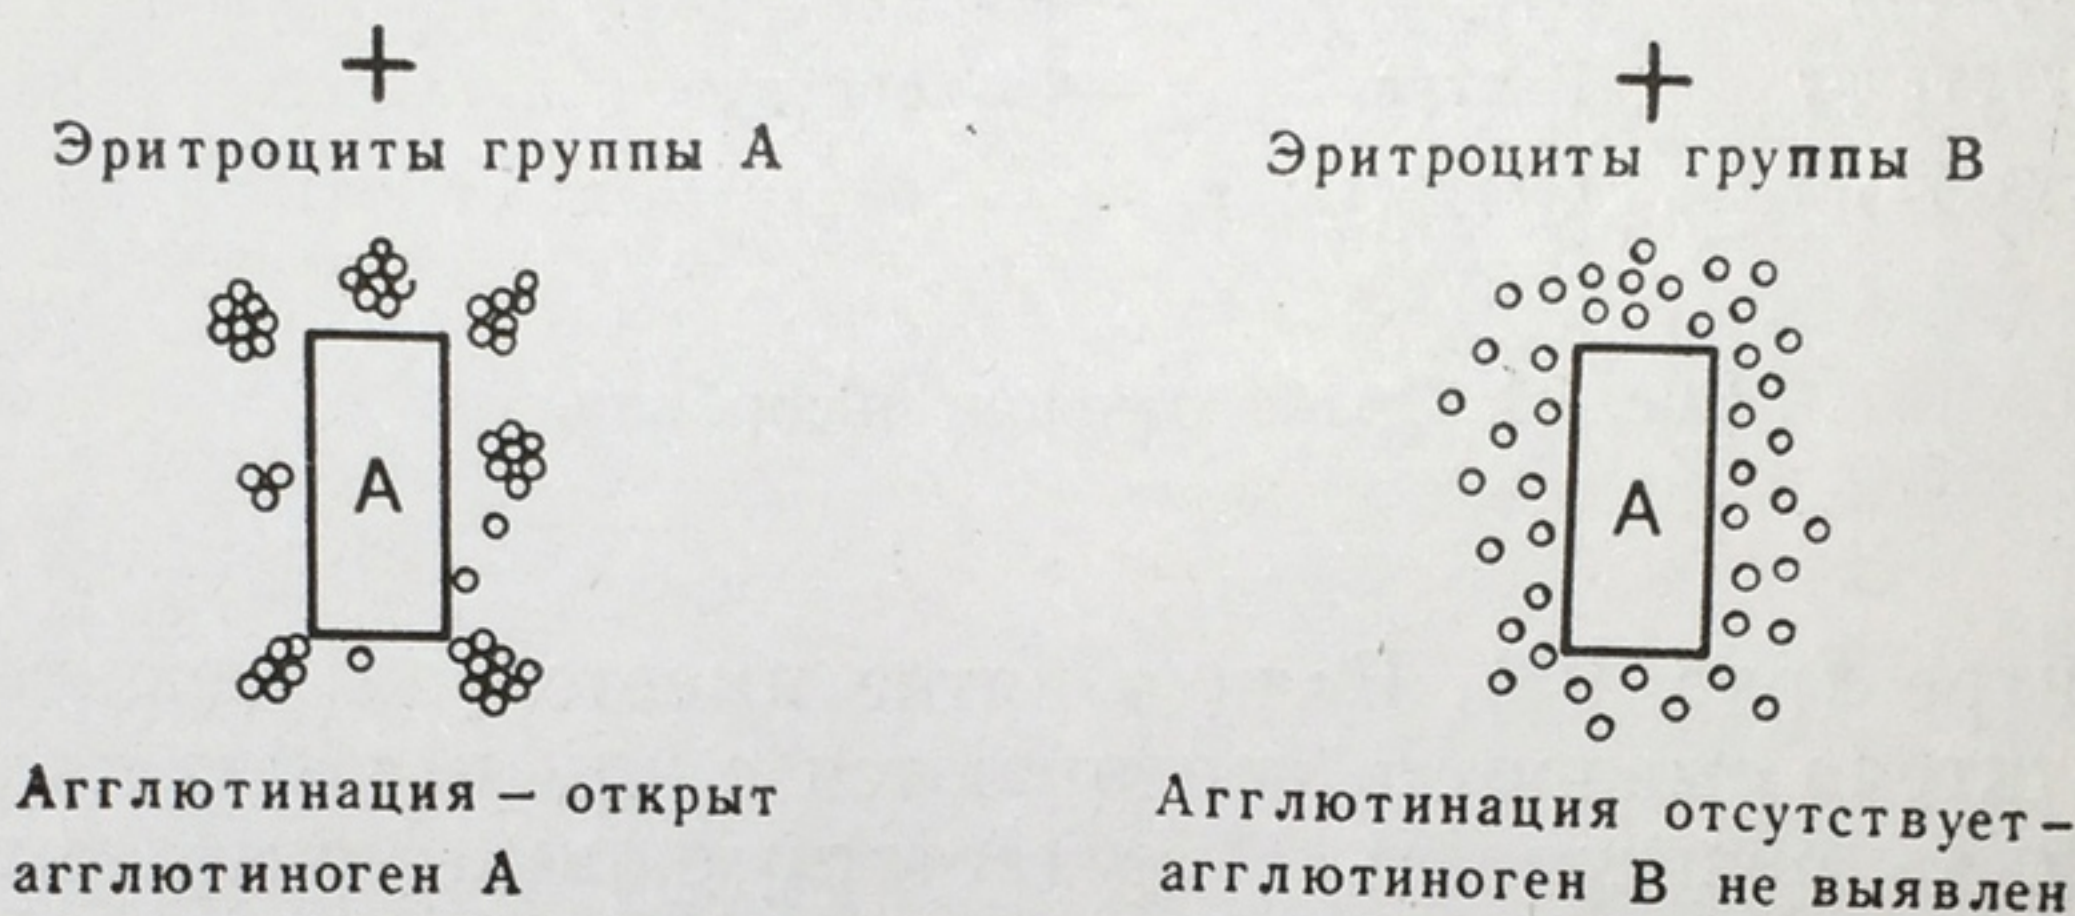 + +
Эритроциты группы А Эритроциты группы В
А А
Агглютинация – открыт Агглютинация отсутствует–
агглютиноген А агглютиноген В не выявлен